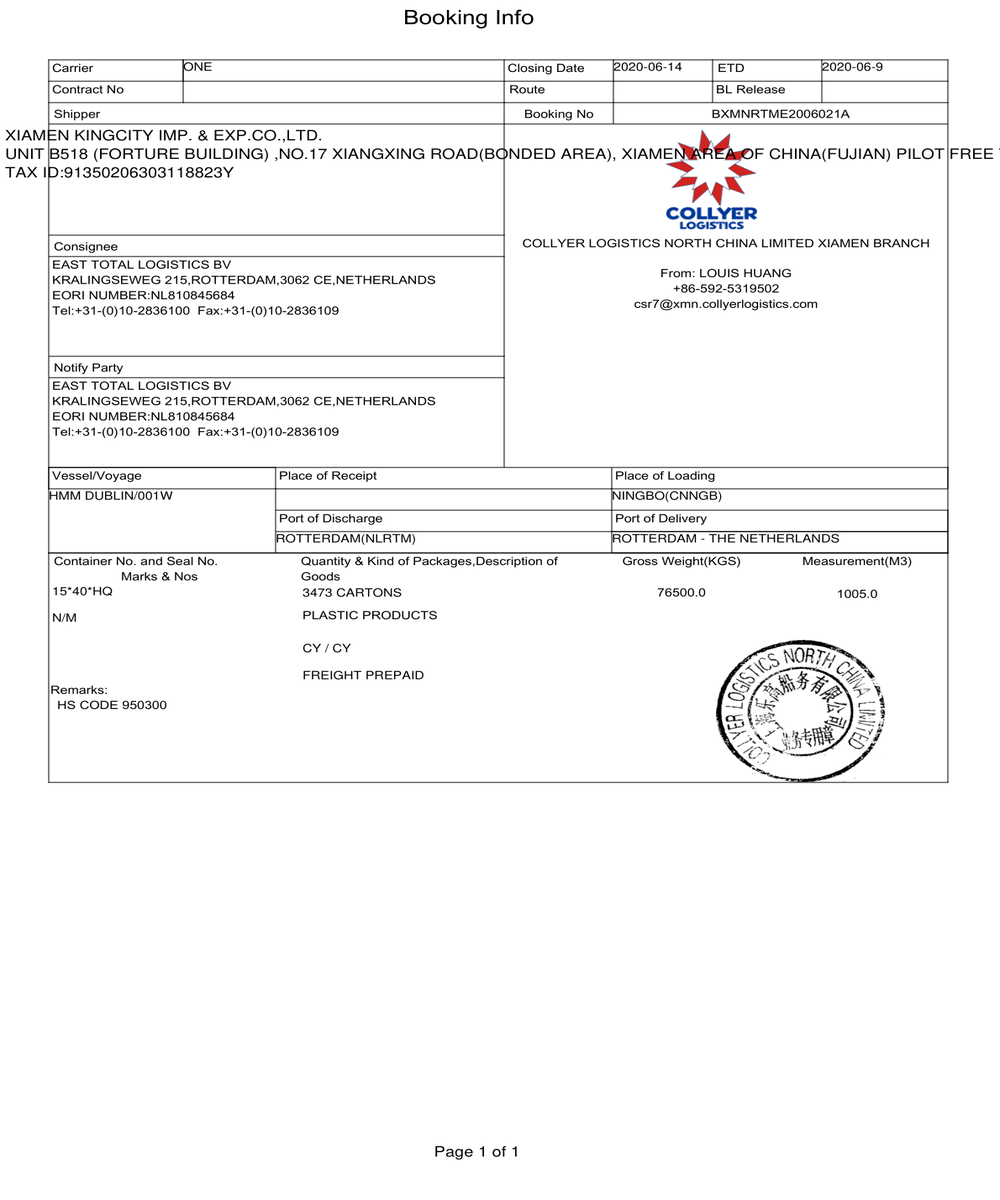 Booking Info
Carrier ONE Closing Date 2020-06-14 ETD 2020-06-9
Contract No Route BL Release
Shipper Booking No BXMNRTME2006021A
XIAMEN KINGCITY IMP. & EXP.CO.,LTD.
UNIT B518 (FORTURE BUILDING) ,NO.17 XIANGXING ROAD(BONDED AREA), XIAMEN AREA OF CHINA(FUJIAN) PILOT FREE
TAX ID:91350206303118823Y
COLLYER
LOGISTICS
COLLYER LOGISTICS NORTH CHINA LIMITED XIAMEN BRANCH
From: LOUIS HUANG
+86-592-5319502
csr7@xmn.collyerlogistics.com
Consignee
EAST TOTAL LOGISTICS BV
KRALINGSEWEG 215,ROTTERDAM,3062 CE,NETHERLANDS
EORI NUMBER:NL810845684
Tel:+31-(0)10-2836100 Fax:+31-(0)10-2836109
Notify Party
EAST TOTAL LOGISTICS BV
KRALINGSEWEG 215,ROTTERDAM,3062 CE,NETHERLANDS
EORI NUMBER:NL810845684
Tel:+31-(0)10-2836100 Fax:+31-(0)10-2836109
Vessel/Voyage Place of Receipt Place of Loading
HMM DUBLIN/001W NINGBO(CNNGB)
Port of Discharge Port of Delivery
ROTTERDAM(NLRTM) ROTTERDAM - THE NETHERLANDS
Container No. and Seal No. Quantity & Kind of Packages,Description of Gross Weight(KGS) Measurement(M3)
Marks & Nos Goods
15*40*HQ 3473 CARTONS 76500.0 1005.0
N/M PLASTIC PRODUCTS
CY / CY
FREIGHT PREPAID
Remarks:
HS CODE 950300
COLLYER LOGISTICS NORTH CHINA LIMITED
上海乐高船务有限公司
业务专用章
Page 1 of 1